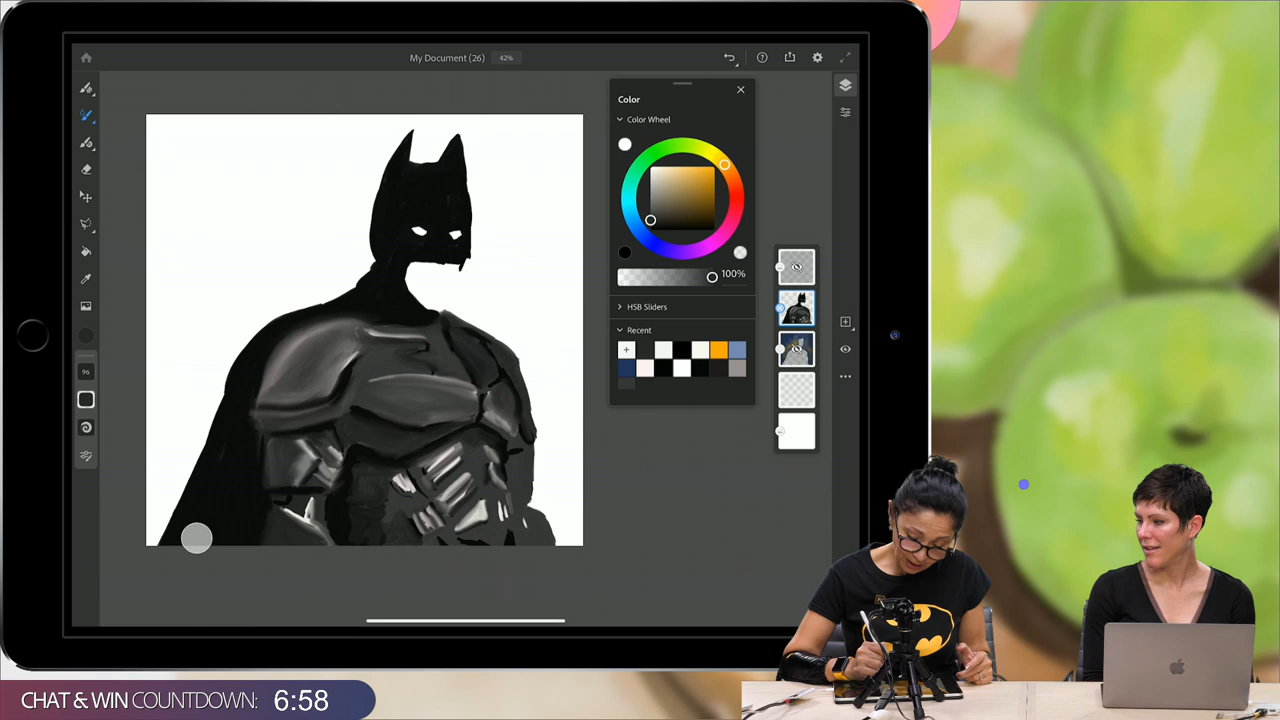 My Document (26) 42%
Color
Color Wheel
100%
HSB Sliders
Recent
96
CHAT & WIN COUNTDOWN: 6:58